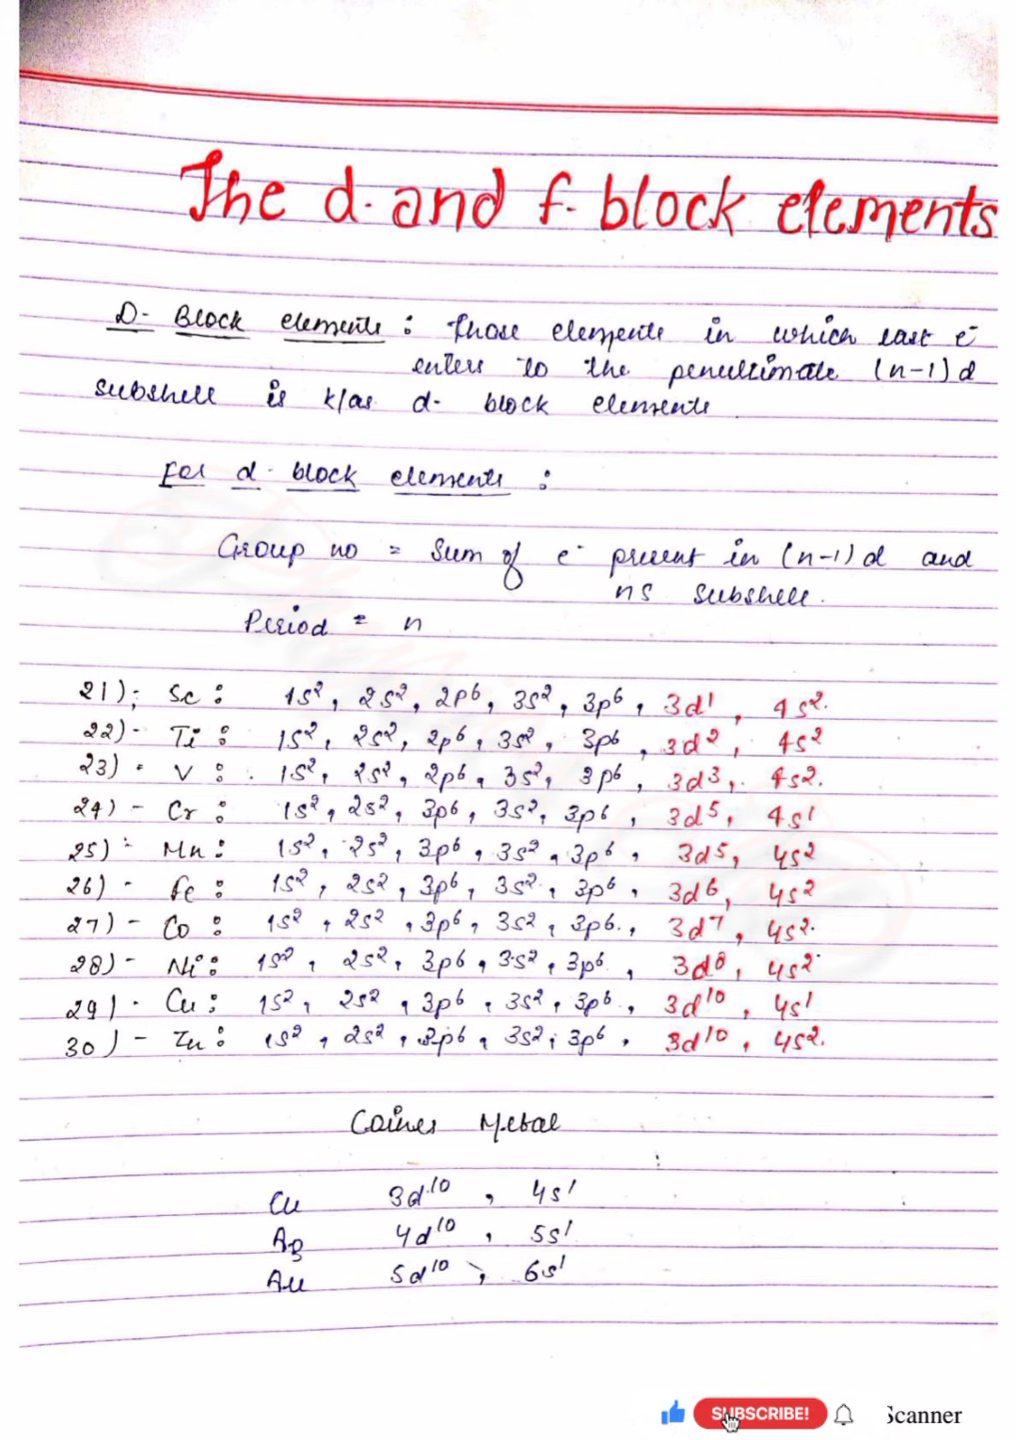 The d- and f- block elements
D- Block elements : Those elements in which last e-
enters to the penultimate (n-1)d
subshell is k/as d- block elements
For d- block elements :
Group no = Sum of e- present in (n-1)d and
ns subshell.
Period = n
21);- Sc : 1s², 2s², 2p⁶, 3s², 3p⁶, 3d¹, 4s².
22)- Ti : 1s², 2s², 2p⁶, 3s², 3p⁶, 3d², 4s²
23)- V : 1s², 2s², 2p⁶, 3s², 3p⁶, 3d³, 4s².
24)- Cr : 1s², 2s², 3p⁶, 3s², 3p⁶, 3d⁵, 4s¹
25)- Mn : 1s², 2s², 3p⁶, 3s², 3p⁶, 3d⁵, 4s²
26)- Fe : 1s², 2s², 3p⁶, 3s², 3p⁶, 3d⁶, 4s²
27)- Co : 1s², 2s², 3p⁶, 3s², 3p⁶., 3d⁷, 4s².
28)- Ni : 1s², 2s², 3p⁶, 3s², 3p⁶, 3d⁸, 4s².
29)- Cu : 1s², 2s², 3p⁶, 3s², 3p⁶., 3d¹⁰, 4s¹
30)- Zn : 1s², 2s², 3p⁶, 3s², 3p⁶, 3d¹⁰, 4s².
Coines Metal
Cu 3d¹⁰, 4s¹
Ag 4d¹⁰, 5s¹
Au 5d¹⁰, 6s¹
SUBSCRIBE! Scanner